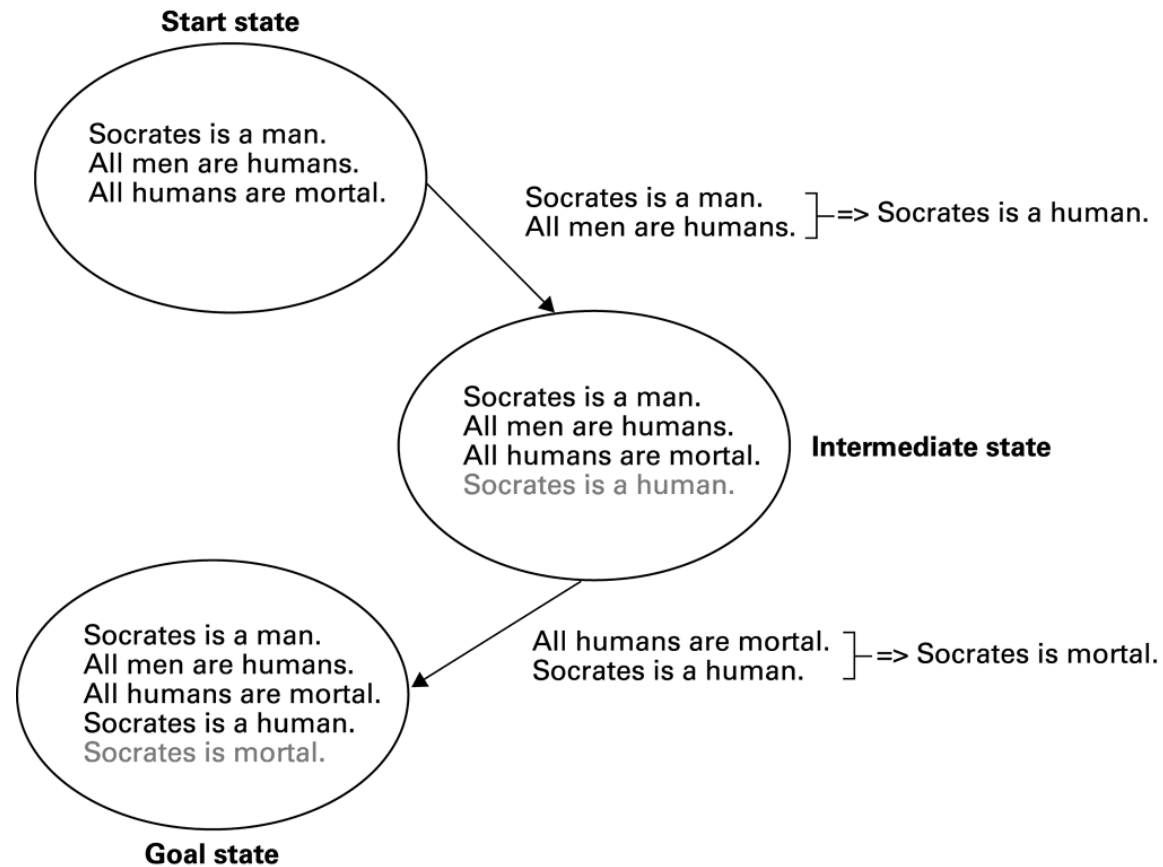 Start state
Socrates is a man.
All men are humans.
All humans are mortal.
Socrates is a man.
All men are humans.
=> Socrates is a human.
Socrates is a man.
All men are humans.
All humans are mortal.
Socrates is a human.
Intermediate state
All humans are mortal.
Socrates is a human.
=> Socrates is mortal.
Socrates is a man.
All men are humans.
All humans are mortal.
Socrates is a human.
Socrates is mortal.
Goal state